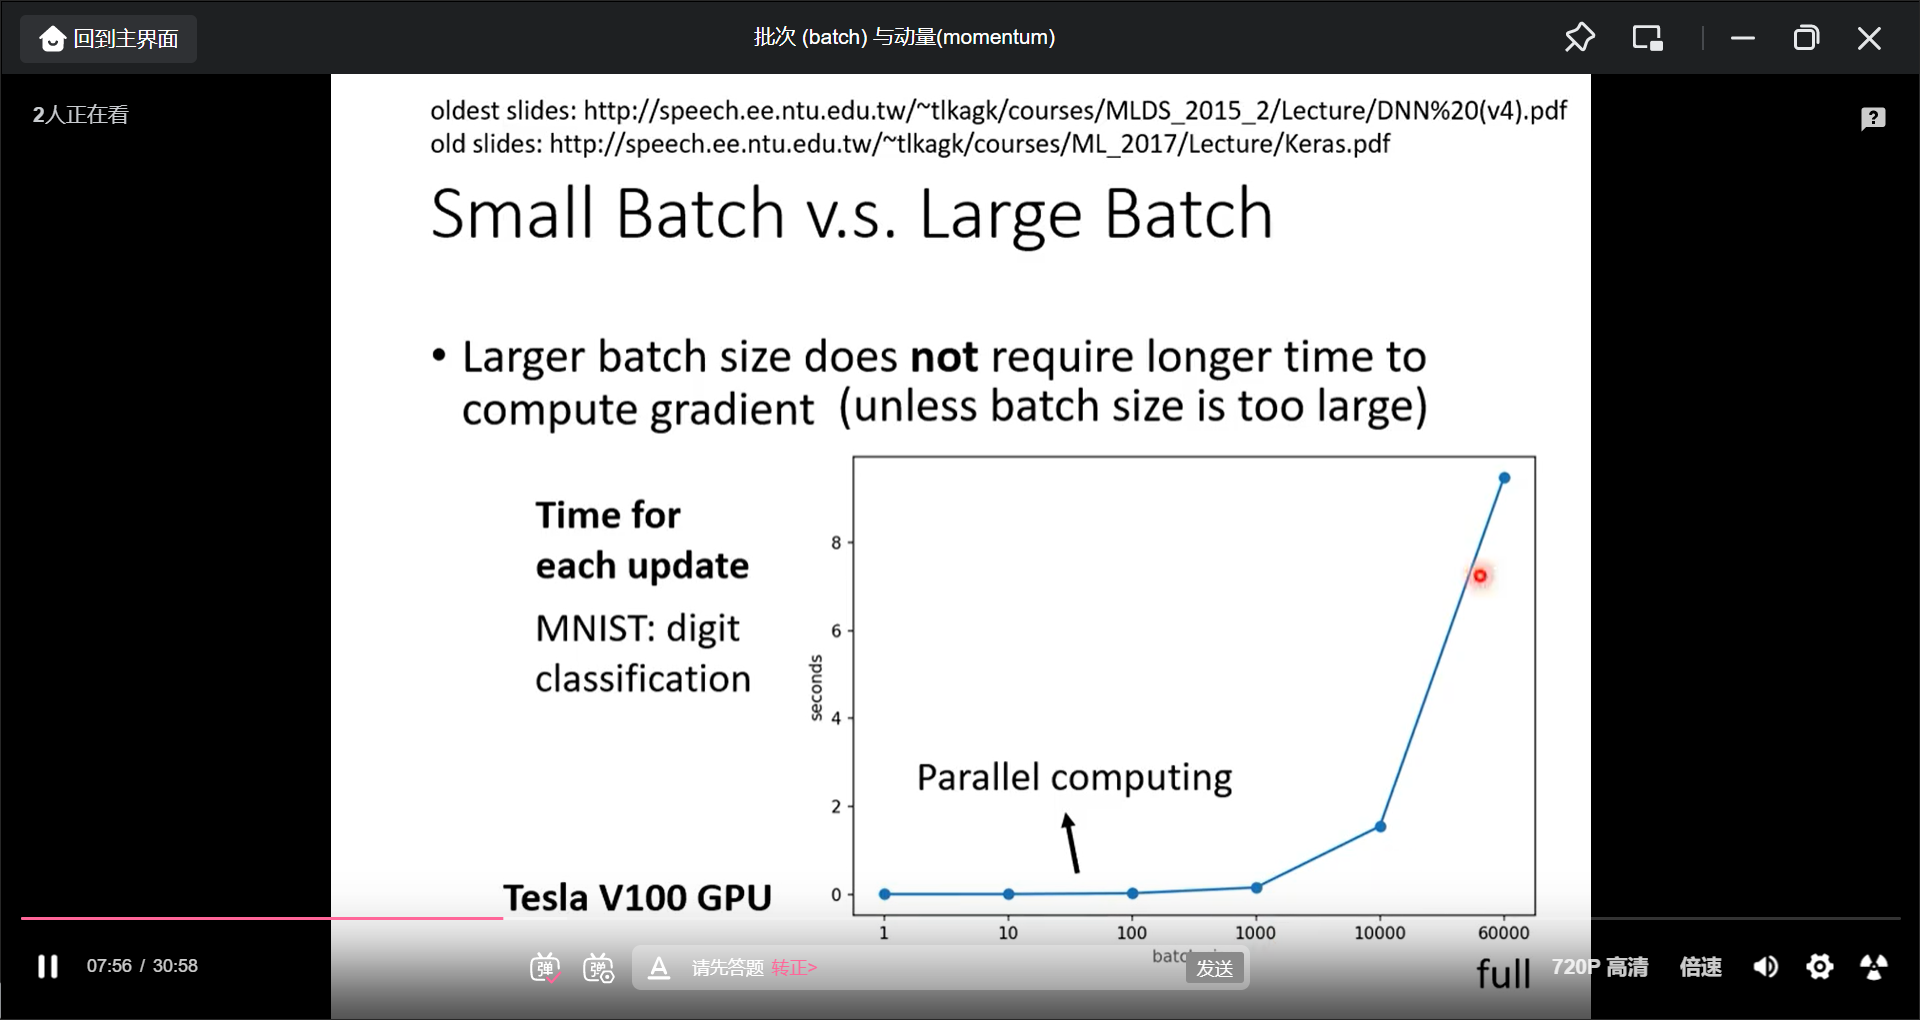 回到主界面
批次 (batch) 与动量(momentum)
2人正在看
oldest slides: http://speech.ee.ntu.edu.tw/~tlkagk/courses/MLDS_2015_2/Lecture/DNN%20(v4).pdf
old slides: http://speech.ee.ntu.edu.tw/~tlkagk/courses/ML_2017/Lecture/Keras.pdf
Small Batch v.s. Large Batch
• Larger batch size does not require longer time to
compute gradient (unless batch size is too large)
Time for
each update
MNIST: digit
classification
Tesla V100 GPU
seconds
8
6
4
2
0
Parallel computing
1 10 100 1000 10000 60000
full
07:56 / 30:58
弹 弹 A 请先答题 转正> 发送
720P 高清 倍速